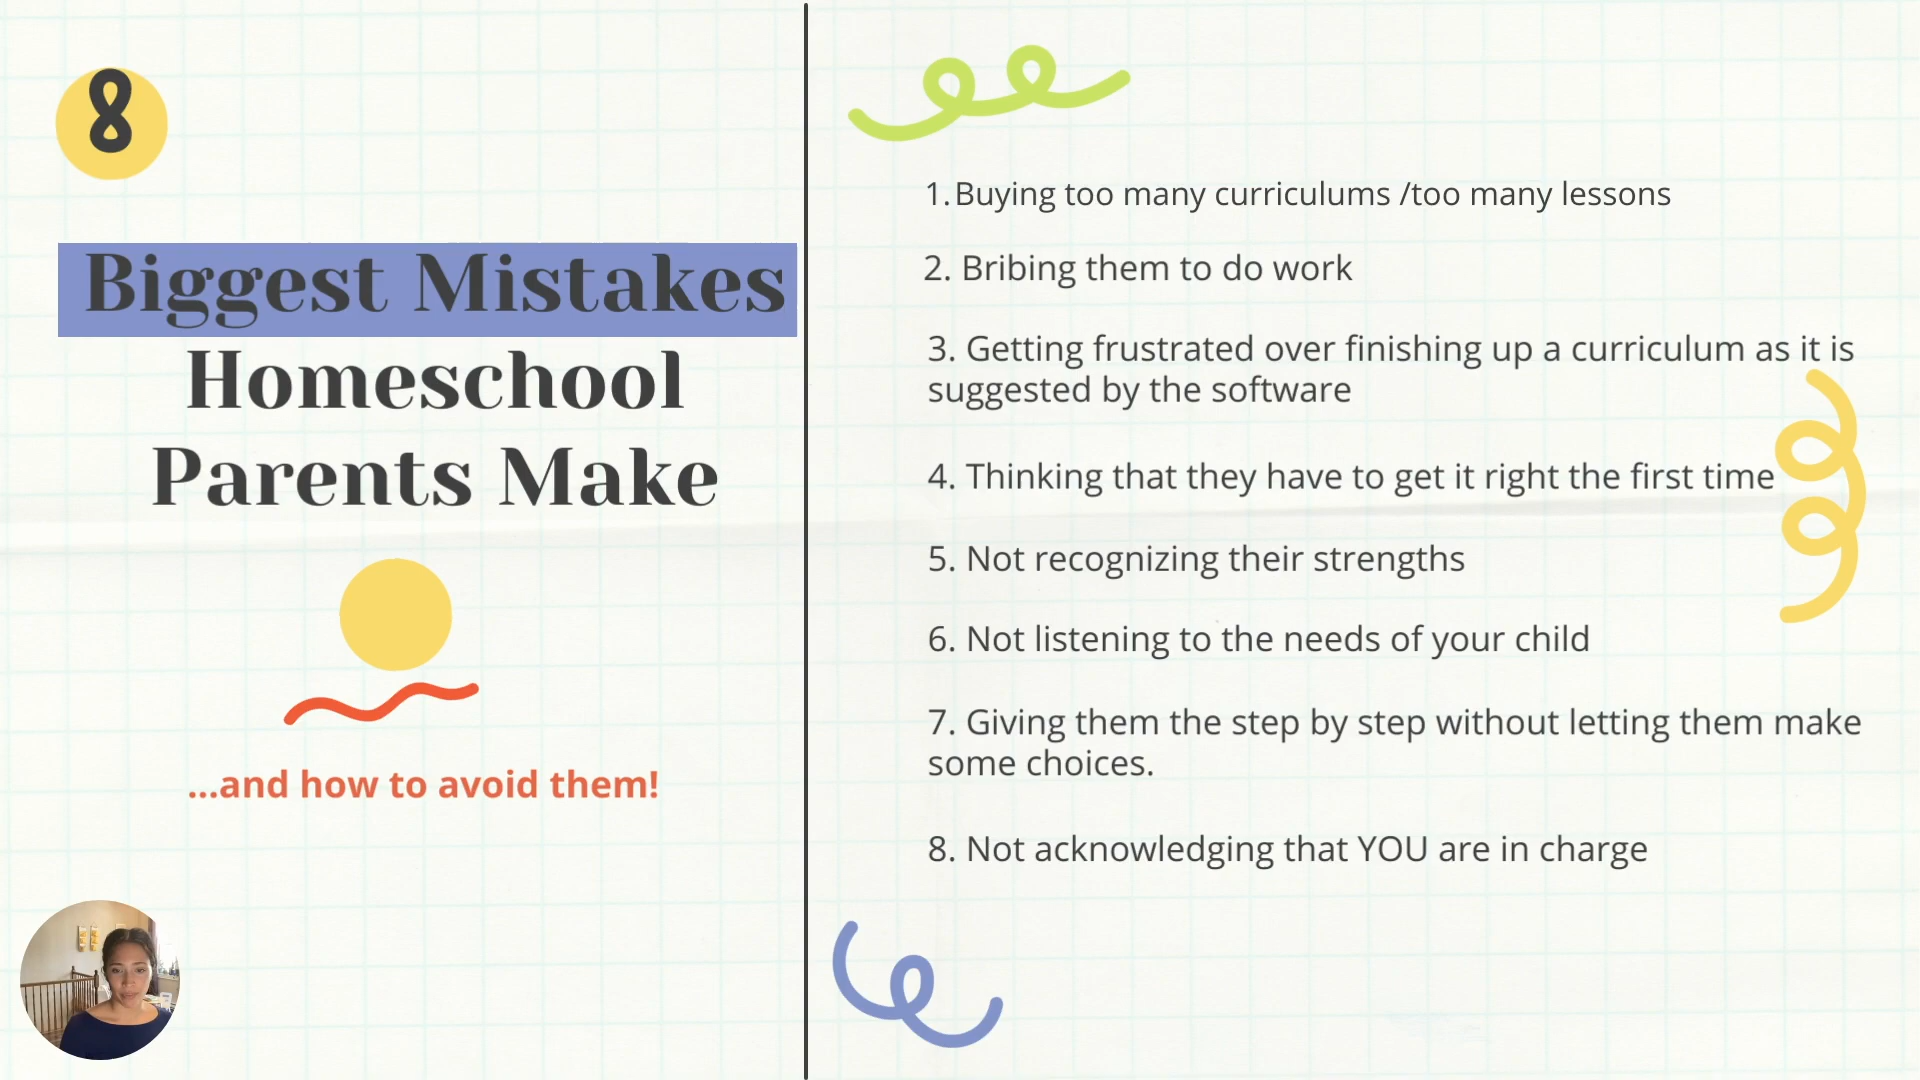 8
Biggest Mistakes
Homeschool
Parents Make
...and how to avoid them!
1. Buying too many curriculums /too many lessons
2. Bribing them to do work
3. Getting frustrated over finishing up a curriculum as it is
suggested by the software
4. Thinking that they have to get it right the first time
5. Not recognizing their strengths
6. Not listening to the needs of your child
7. Giving them the step by step without letting them make
some choices.
8. Not acknowledging that YOU are in charge